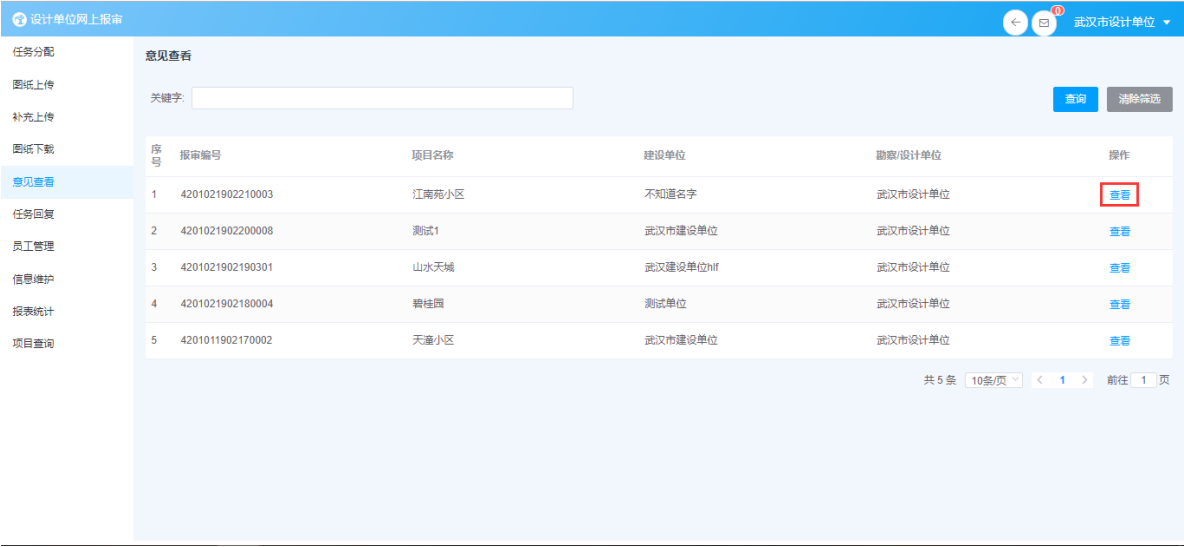 设计单位网上报审
0
武汉市设计单位
任务分配
图纸上传
补充上传
图纸下载
意见查看
任务回复
员工管理
信息维护
报表统计
项目查询
意见查看
关键字:
查询 清除筛选
序号 报审编号 项目名称 建设单位 勘察/设计单位 操作
1 4201021902210003 江南苑小区 不知道名字 武汉市设计单位 查看
2 4201021902200008 测试1 武汉市建设单位 武汉市设计单位 查看
3 4201021902190301 山水天域 武汉建设单位hlf 武汉市设计单位 查看
4 4201021902180004 碧桂园 测试单位 武汉市设计单位 查看
5 4201011902170002 天潼小区 武汉市建设单位 武汉市设计单位 查看
共 5 条 10条/页 1 前往 1 页